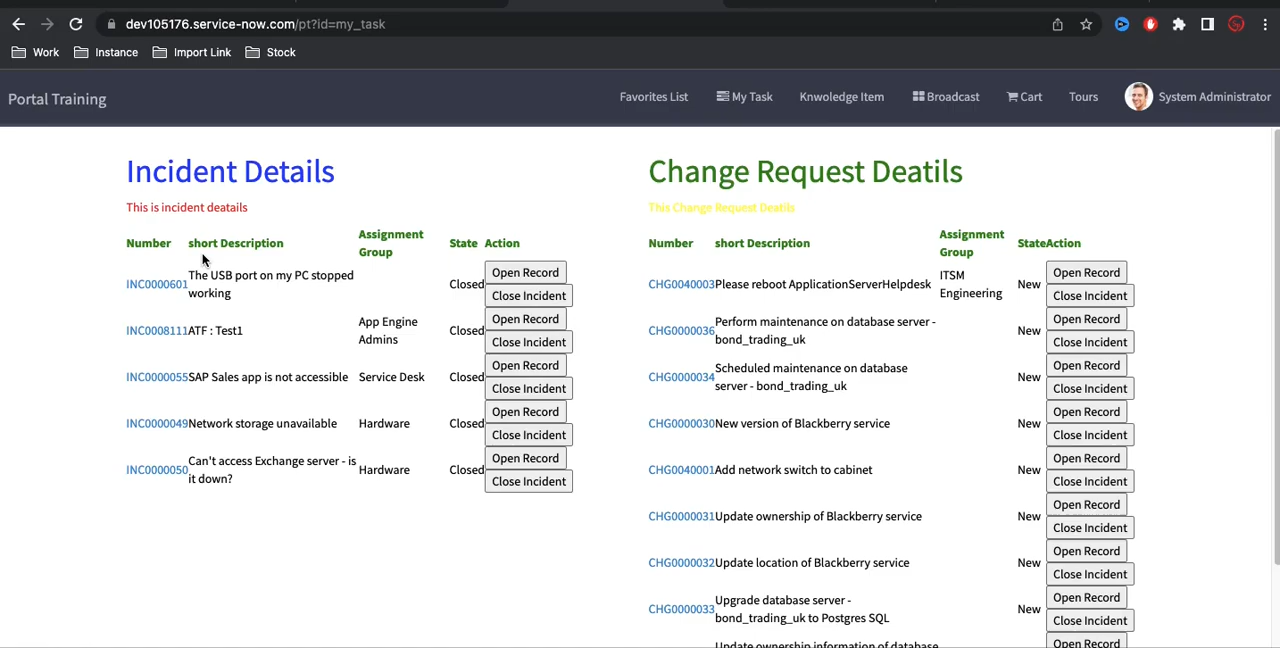 dev105176.service-now.com/pt?id=my_task
Work Instance Import Link Stock
Portal Training Favorites List My Task Knwoledge Item Broadcast Cart Tours System Administrator
Incident Details
This is incident deatails
Number short Description Assignment Group State Action
INC0000601 The USB port on my PC stopped working Closed Open Record Close Incident
INC0008111 ATF : Test1 App Engine Admins Closed Open Record Close Incident
INC0000055 SAP Sales app is not accessible Service Desk Closed Open Record Close Incident
INC0000049 Network storage unavailable Hardware Closed Open Record Close Incident
INC0000050 Can't access Exchange server - is it down? Hardware Closed Open Record Close Incident
Change Request Deatils
This Change Request Deatils
Number short Description Assignment Group State Action
CHG0040003 Please reboot ApplicationServerHelpdesk ITSM Engineering New Open Record Close Incident
CHG0000036 Perform maintenance on database server - bond_trading_uk New Open Record Close Incident
CHG0000034 Scheduled maintenance on database server - bond_trading_uk New Open Record Close Incident
CHG0000030 New version of Blackberry service New Open Record Close Incident
CHG0040001 Add network switch to cabinet New Open Record Close Incident
CHG0000031 Update ownership of Blackberry service New Open Record Close Incident
CHG0000032 Update location of Blackberry service New Open Record Close Incident
CHG0000033 Upgrade database server - bond_trading_uk to Postgres SQL New Open Record Close Incident
Update ownership information of database Open Record